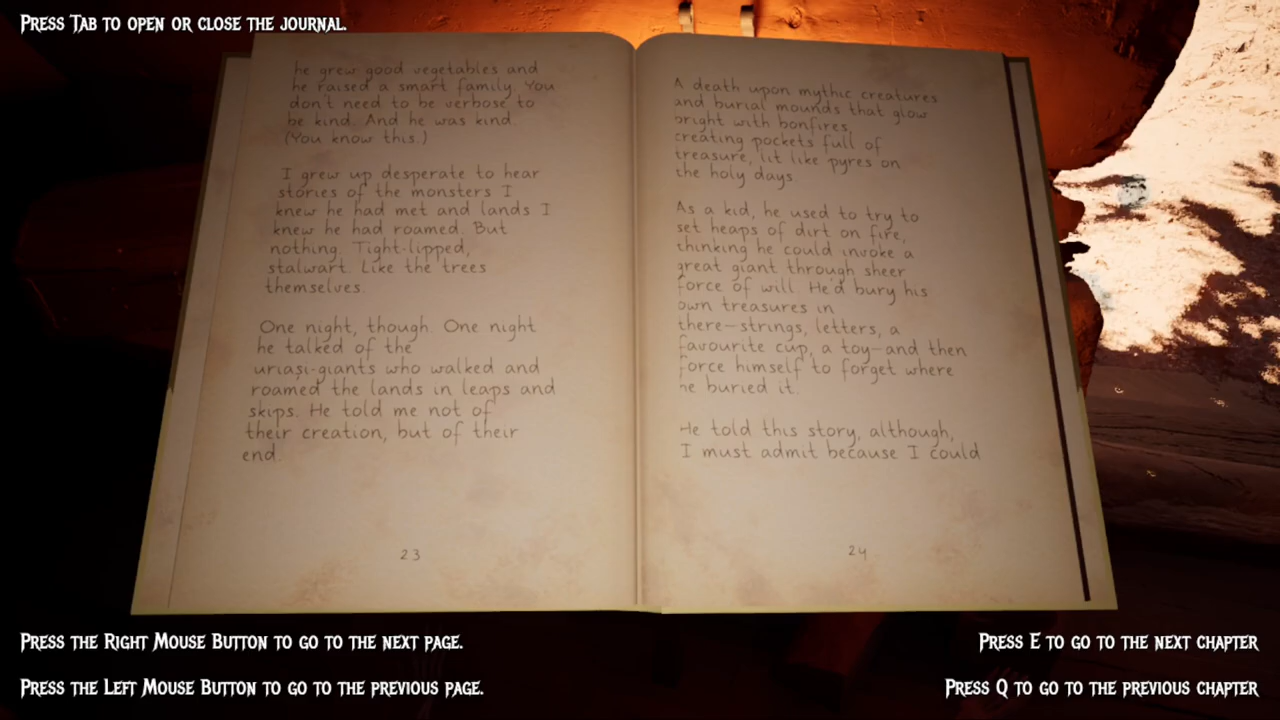 PRESS TAB TO OPEN OR CLOSE THE JOURNAL.
he grew good vegetables and
he raised a smart family. You
don't need to be verbose to
be kind. And he was kind.
(You know this.)
I grew up desperate to hear
stories of the monsters I
knew he had met and lands I
knew he had roamed. But
nothing. Tight-lipped,
stalwart. Like the trees
themselves.
One night, though. One night
he talked of the
uriași-giants who walked and
roamed the lands in leaps and
skips. He told me not of
their creation, but of their
end.
23
A death upon mythic creatures
and burial mounds that glow
bright with bonfires,
creating pockets full of
treasure, lit like pyres on
the holy days.
As a kid, he used to try to
set heaps of dirt on fire,
thinking he could invoke a
great giant through sheer
force of will. He'd bury his
own treasures in
there—strings, letters, a
favourite cup, a toy—and then
force himself to forget where
he buried it.
He told this story, although,
I must admit because I could
24
PRESS THE RIGHT MOUSE BUTTON TO GO TO THE NEXT PAGE.
PRESS THE LEFT MOUSE BUTTON TO GO TO THE PREVIOUS PAGE.
PRESS E TO GO TO THE NEXT CHAPTER
PRESS Q TO GO TO THE PREVIOUS CHAPTER